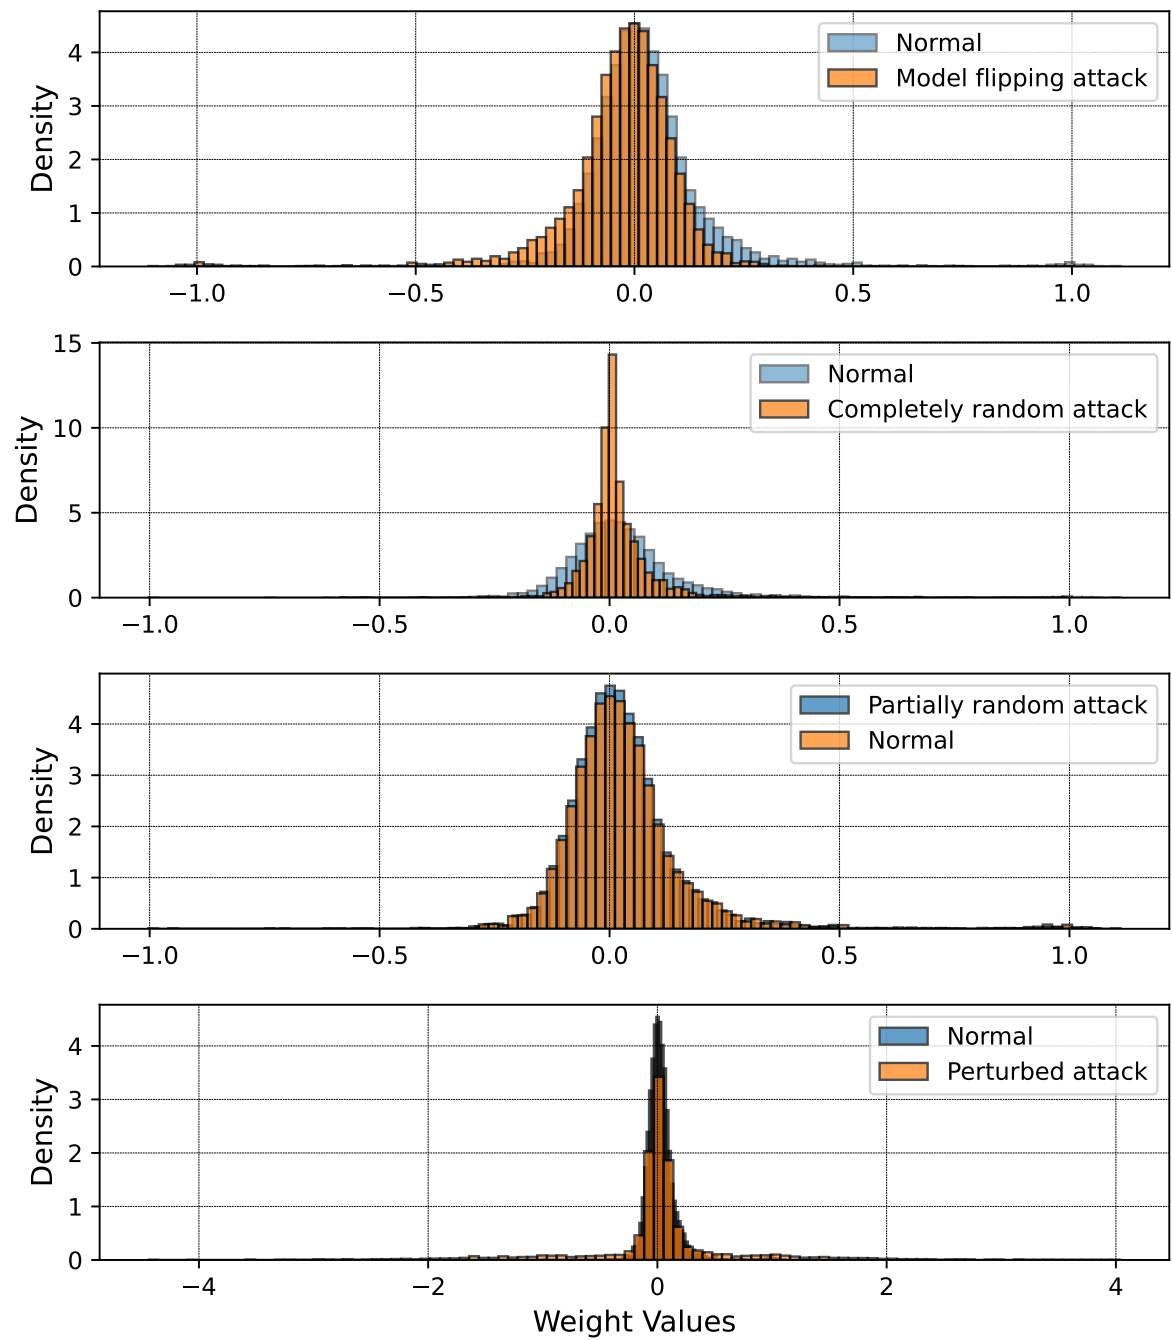 Density
4
3
2
1
0
Normal
Model flipping attack
−1.0 −0.5 0.0 0.5 1.0
Density
15
10
5
0
Normal
Completely random attack
−1.0 −0.5 0.0 0.5 1.0
Density
4
3
2
1
0
Partially random attack
Normal
−1.0 −0.5 0.0 0.5 1.0
Density
4
3
2
1
0
Normal
Perturbed attack
−4 −2 0 2 4
Weight Values